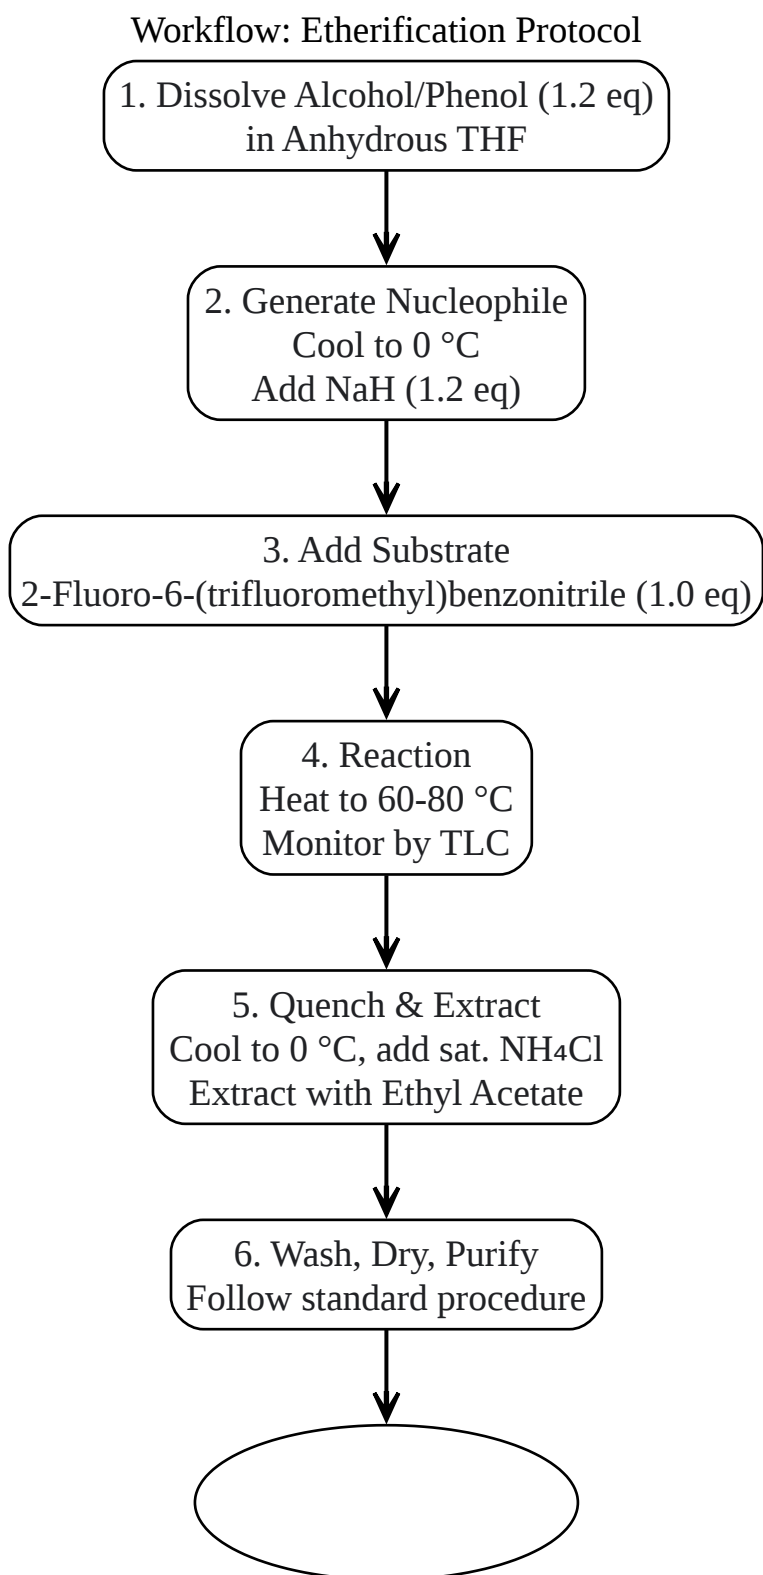 Workflow: Etherification Protocol
1. Dissolve Alcohol/Phenol (1.2 eq)
in Anhydrous THF
2. Generate Nucleophile
Cool to 0 °C
Add NaH (1.2 eq)
3. Add Substrate
2-Fluoro-6-(trifluoromethyl)benzonitrile (1.0 eq)
4. Reaction
Heat to 60-80 °C
Monitor by TLC
5. Quench & Extract
Cool to 0 °C, add sat. NH₄Cl
Extract with Ethyl Acetate
6. Wash, Dry, Purify
Follow standard procedure